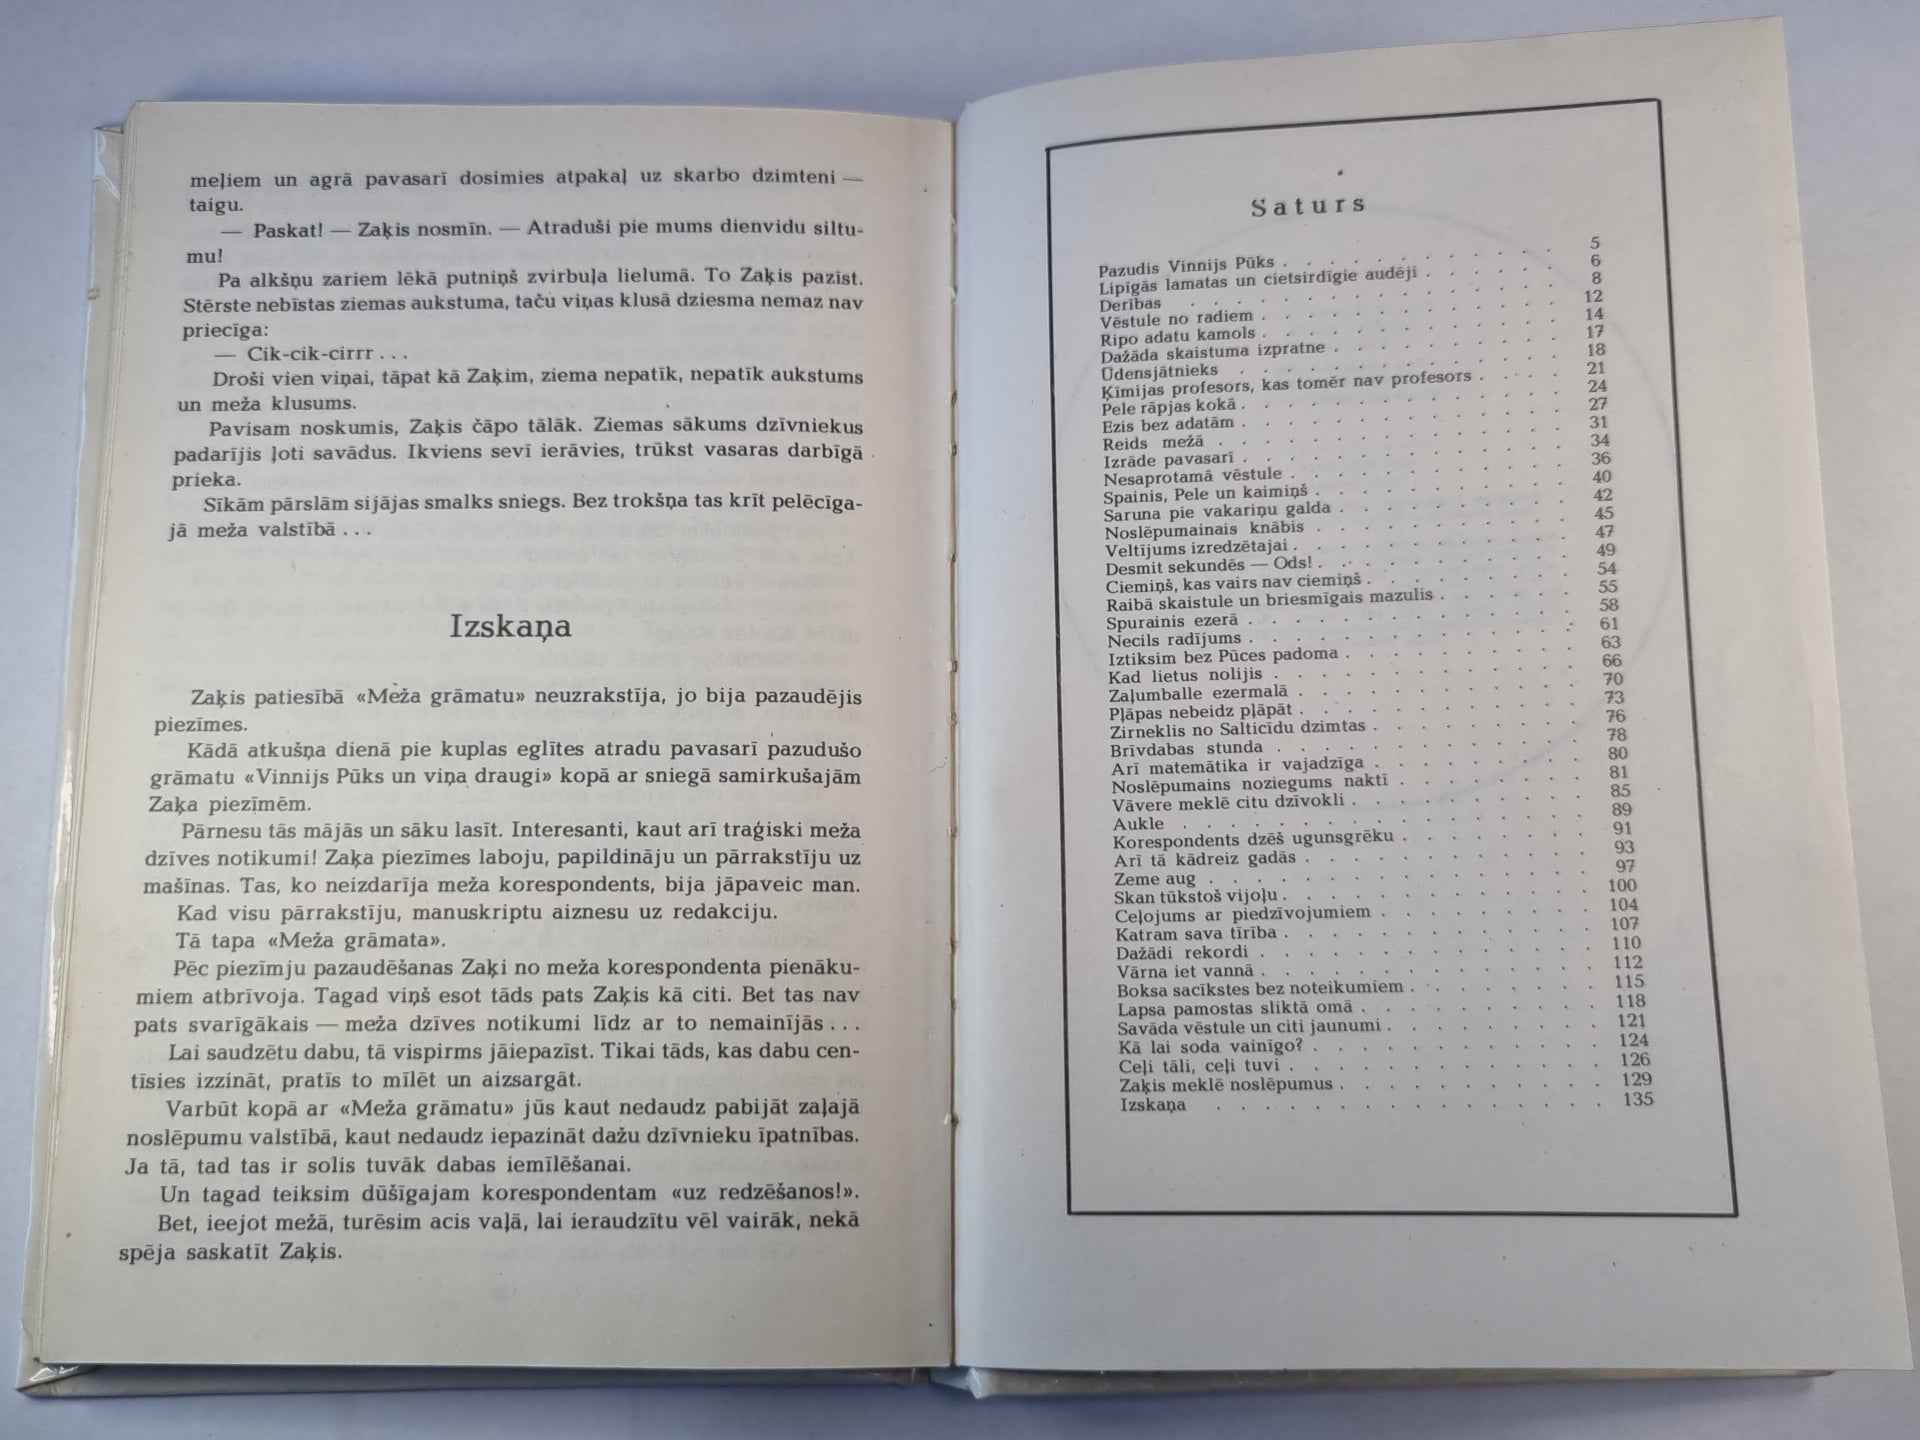 meļiem un agrā pavasarī dosimies atpakaļ uz skarbo dzimteni —
taigu.
— Paskat! — Zaķis nosmīn. — Atraduši pie mums dienvidu siltu-
mu!
Pa alkšņu zariem lēkā putniņš zvirbuļa lielumā. To Zaķis pazīst.
Stērste nebīstas ziemas aukstuma, taču viņas klusā dziesma nemaz nav
priecīga:
— Cik-cik-cirrr . . .
Droši vien viņai, tāpat kā Zaķim, ziema nepatīk, nepatīk aukstums
un meža klusums.
Pavisam noskumis, Zaķis čāpo tālāk. Ziemas sākums dzīvniekus
padarījis ļoti savādus. Ikviens sevī ierāvies, trūkst vasaras darbīgā
prieka.
Sīkām pārslām sijājas smalks sniegs. Bez trokšņa tas krīt pelēcīga-
jā meža valstībā . . .
Izskaņa
Zaķis patiesībā «Meža grāmatu» neuzrakstīja, jo bija pazaudējis
piezīmes.
Kādā atkušņa dienā pie kuplas eglītes atradu pavasarī pazudušo
grāmatu «Vinnijs Pūks un viņa draugi» kopā ar sniegā samirkušajām
Zaķa piezīmēm.
Pārnesu tās mājās un sāku lasīt. Interesanti, kaut arī traģiski meža
dzīves notikumi! Zaķa piezīmes laboju, papildināju un pārrakstīju uz
mašīnas. Tas, ko neizdarīja meža korespondents, bija jāpaveic man.
Kad visu pārrakstīju, manuskriptu aiznesu uz redakciju.
Tā tapa «Meža grāmata».
Pēc piezīmju pazaudēšanas Zaķi no meža korespondenta pienāku-
miem atbrīvoja. Tagad viņš esot tāds pats Zaķis kā citi. Bet tas nav
pats svarīgākais — meža dzīves notikumi līdz ar to nemainījās . . .
Lai saudzētu dabu, tā vispirms jāiepazīst. Tikai tāds, kas dabu cen-
tīsies izzināt, pratīs to mīlēt un aizsargāt.
Varbūt kopā ar «Meža grāmatu» jūs kaut nedaudz pabijāt zaļajā
noslēpumu valstībā, kaut nedaudz iepazināt dažu dzīvnieku īpatnības.
Ja tā, tad tas ir solis tuvāk dabas iemīlēšanai.
Un tagad teiksim dūšīgajam korespondentam «uz redzēšanos!».
Bet, ieejot mežā, turēsim acis vaļā, lai ieraudzītu vēl vairāk, nekā
spēja saskatīt Zaķis.
Saturs
Pazudis Vinnijs Pūks 5
Lipīgās lamatas un cietsirdīgie audēji 6
Derības 8
Vēstule no radiem 12
Ripo adatu kamols 14
Dažāda skaistuma izpratne 17
Ūdensjātnieks 18
Ķīmijas profesors, kas tomēr nav profesors 21
Pele rāpjas kokā 24
Ezis bez adatām 27
Reids mežā 31
Izrāde pavasarī 34
Nesaprotamā vēstule 36
Spainis, Pele un kaimiņš 40
Saruna pie vakariņu galda 42
Noslēpumainais knābis 45
Veltījums izredzētajai 47
Desmit sekundēs — Ods! 49
Ciemiņš, kas vairs nav ciemiņš 54
Raibā skaistule un briesmīgais mazulis 55
Spurainis ezerā 58
Necils radījums 61
Iztiksim bez Pūces padoma 63
Kad lietus nolijis 66
Zaļumballe ezermalā 70
Pļāpas nebeidz pļāpāt 73
Zirneklis no Salticīdu dzimtas 76
Brīvdabas stunda 78
Arī matemātika ir vajadzīga 80
Noslēpumains noziegums naktī 81
Vāvere meklē citu dzīvokli 85
Aukle 89
Korespondents dzēš ugunsgrēku 91
Arī tā kādreiz gadās 93
Zeme aug 97
Skan tūkstoš vijoļu 100
Ceļojums ar piedzīvojumiem 104
Katram sava tīrība 107
Dažādi rekordi 110
Vārna iet vannā 112
Boksa sacīkstes bez noteikumiem 115
Lapsa pamostas sliktā omā 118
Savāda vēstule un citi jaunumi 121
Kā lai soda vainīgo? 124
Ceļi tāli, ceļi tuvi 126
Zaķis meklē noslēpumus 129
Izskaņa 135